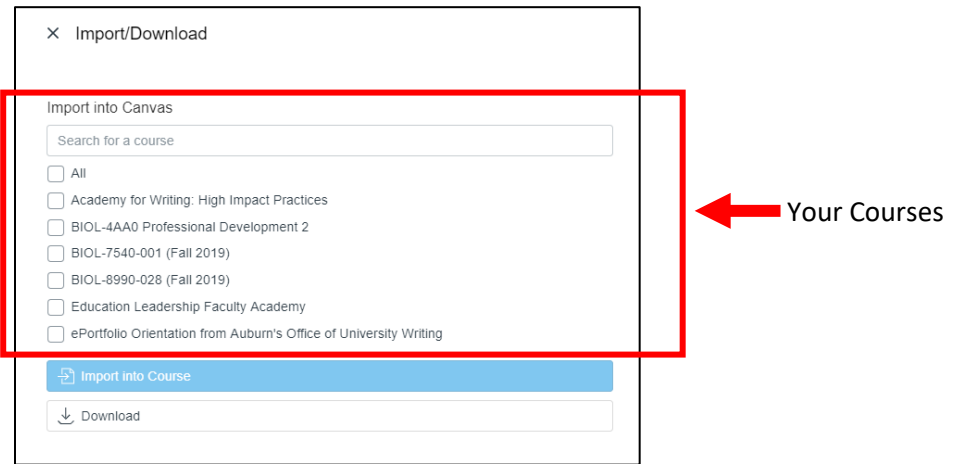 Import/Download
Import into Canvas
Search for a course
All
Academy for Writing: High Impact Practices
BIOL-4AA0 Professional Development 2
BIOL-7540-001 (Fall 2019)
BIOL-8990-028 (Fall 2019)
Education Leadership Faculty Academy
ePortfolio Orientation from Auburn's Office of University Writing
Import into Course
Download
Your Courses